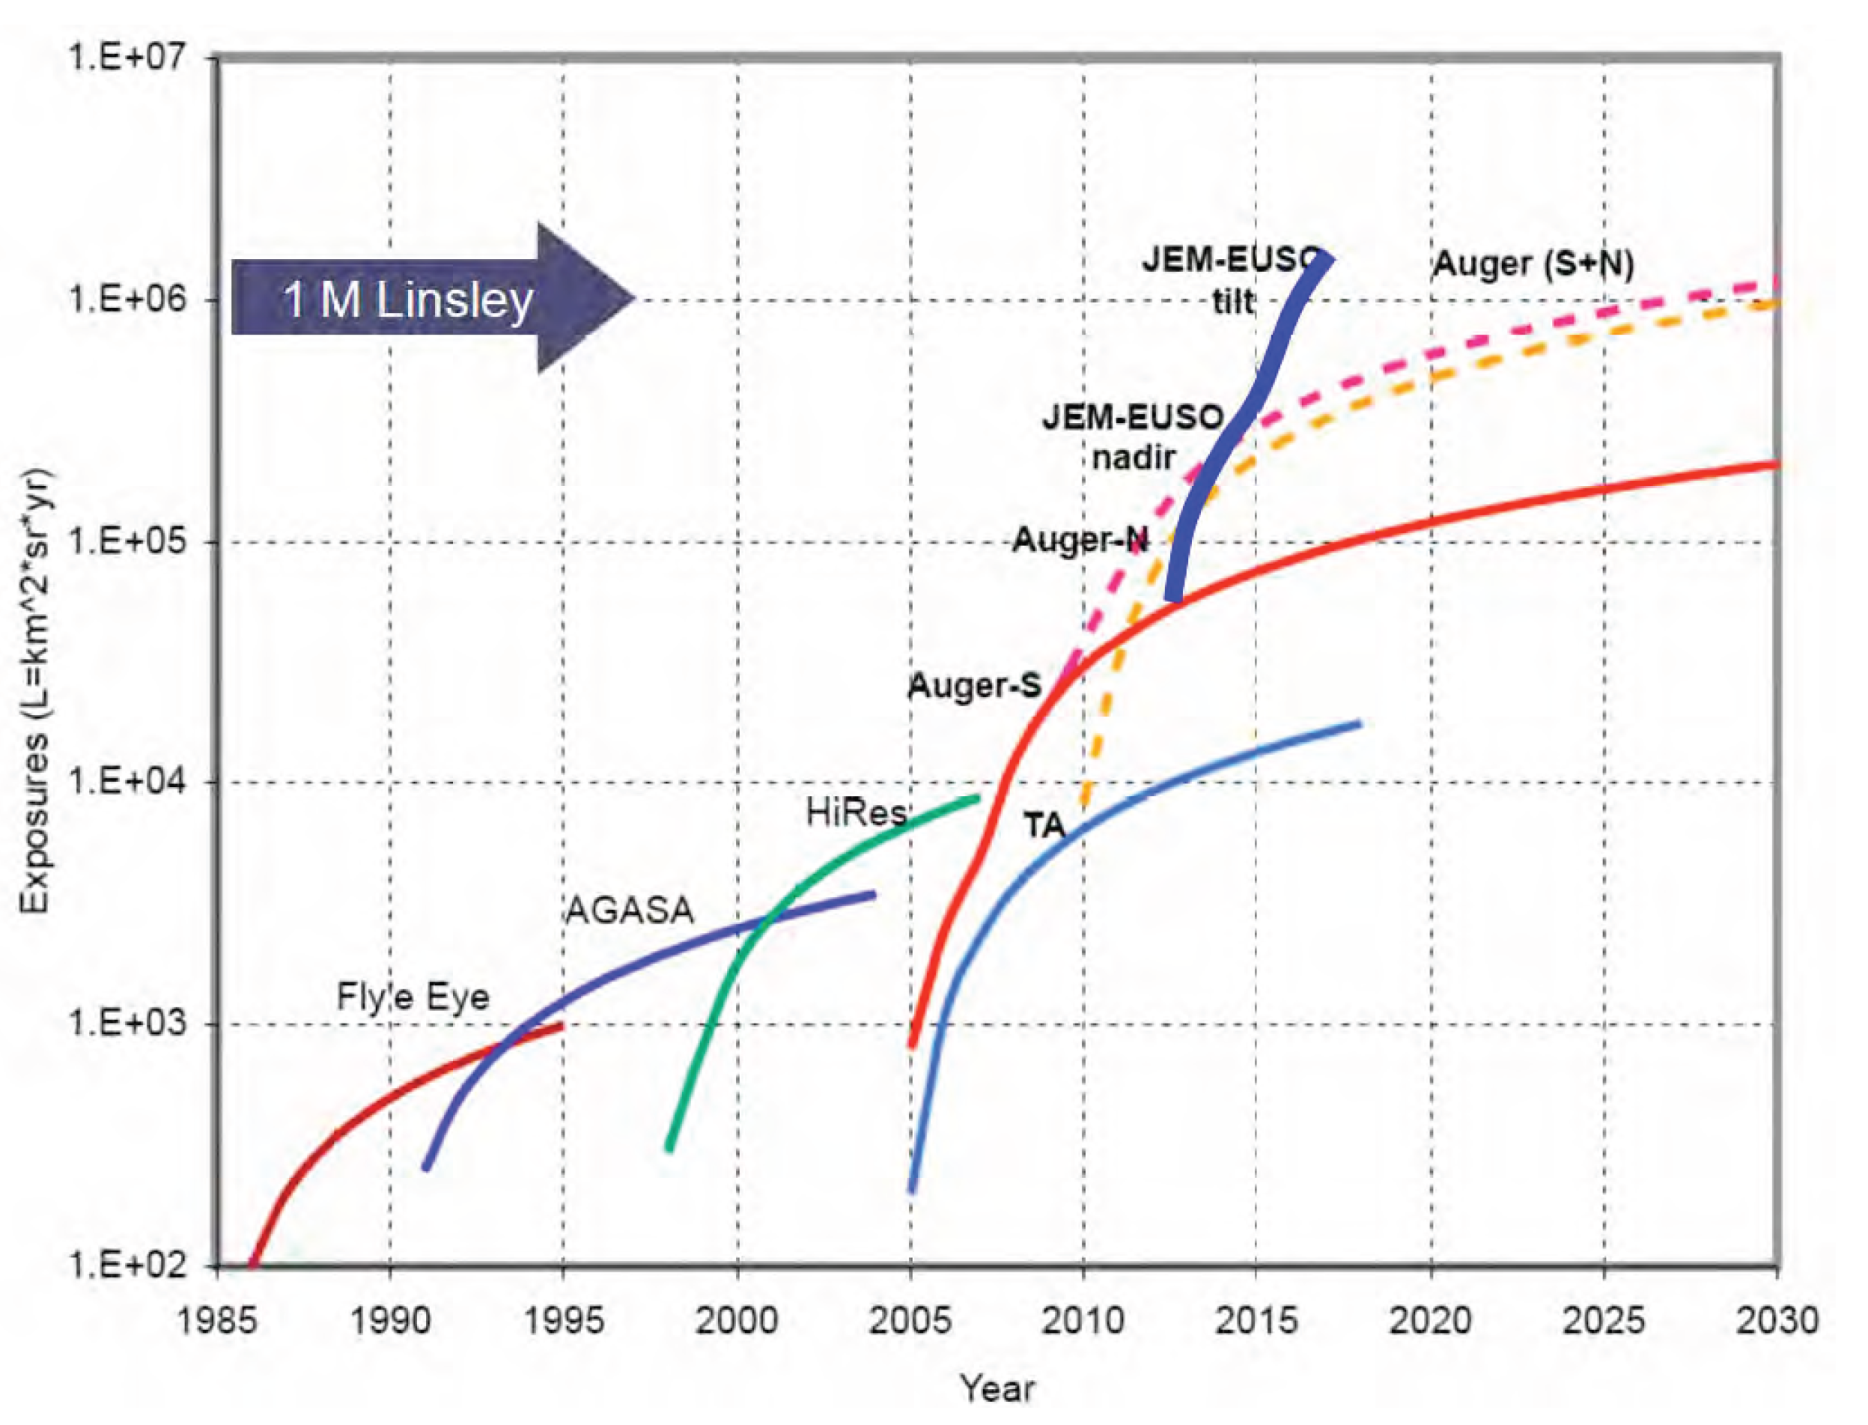 1.E+07
JEM-EUSO
tilt
Auger (S+N)
1 M Linsley
1.E+06
JEM-EUSO
nadir
Auger-N
1.E+05
Auger-S
1.E+04
HiRes
TA
AGASA
Fly'e Eye
1.E+03
1.E+02
Exposures (L=km^2*sr*yr)
1985 1990 1995 2000 2005 2010 2015 2020 2025 2030
Year